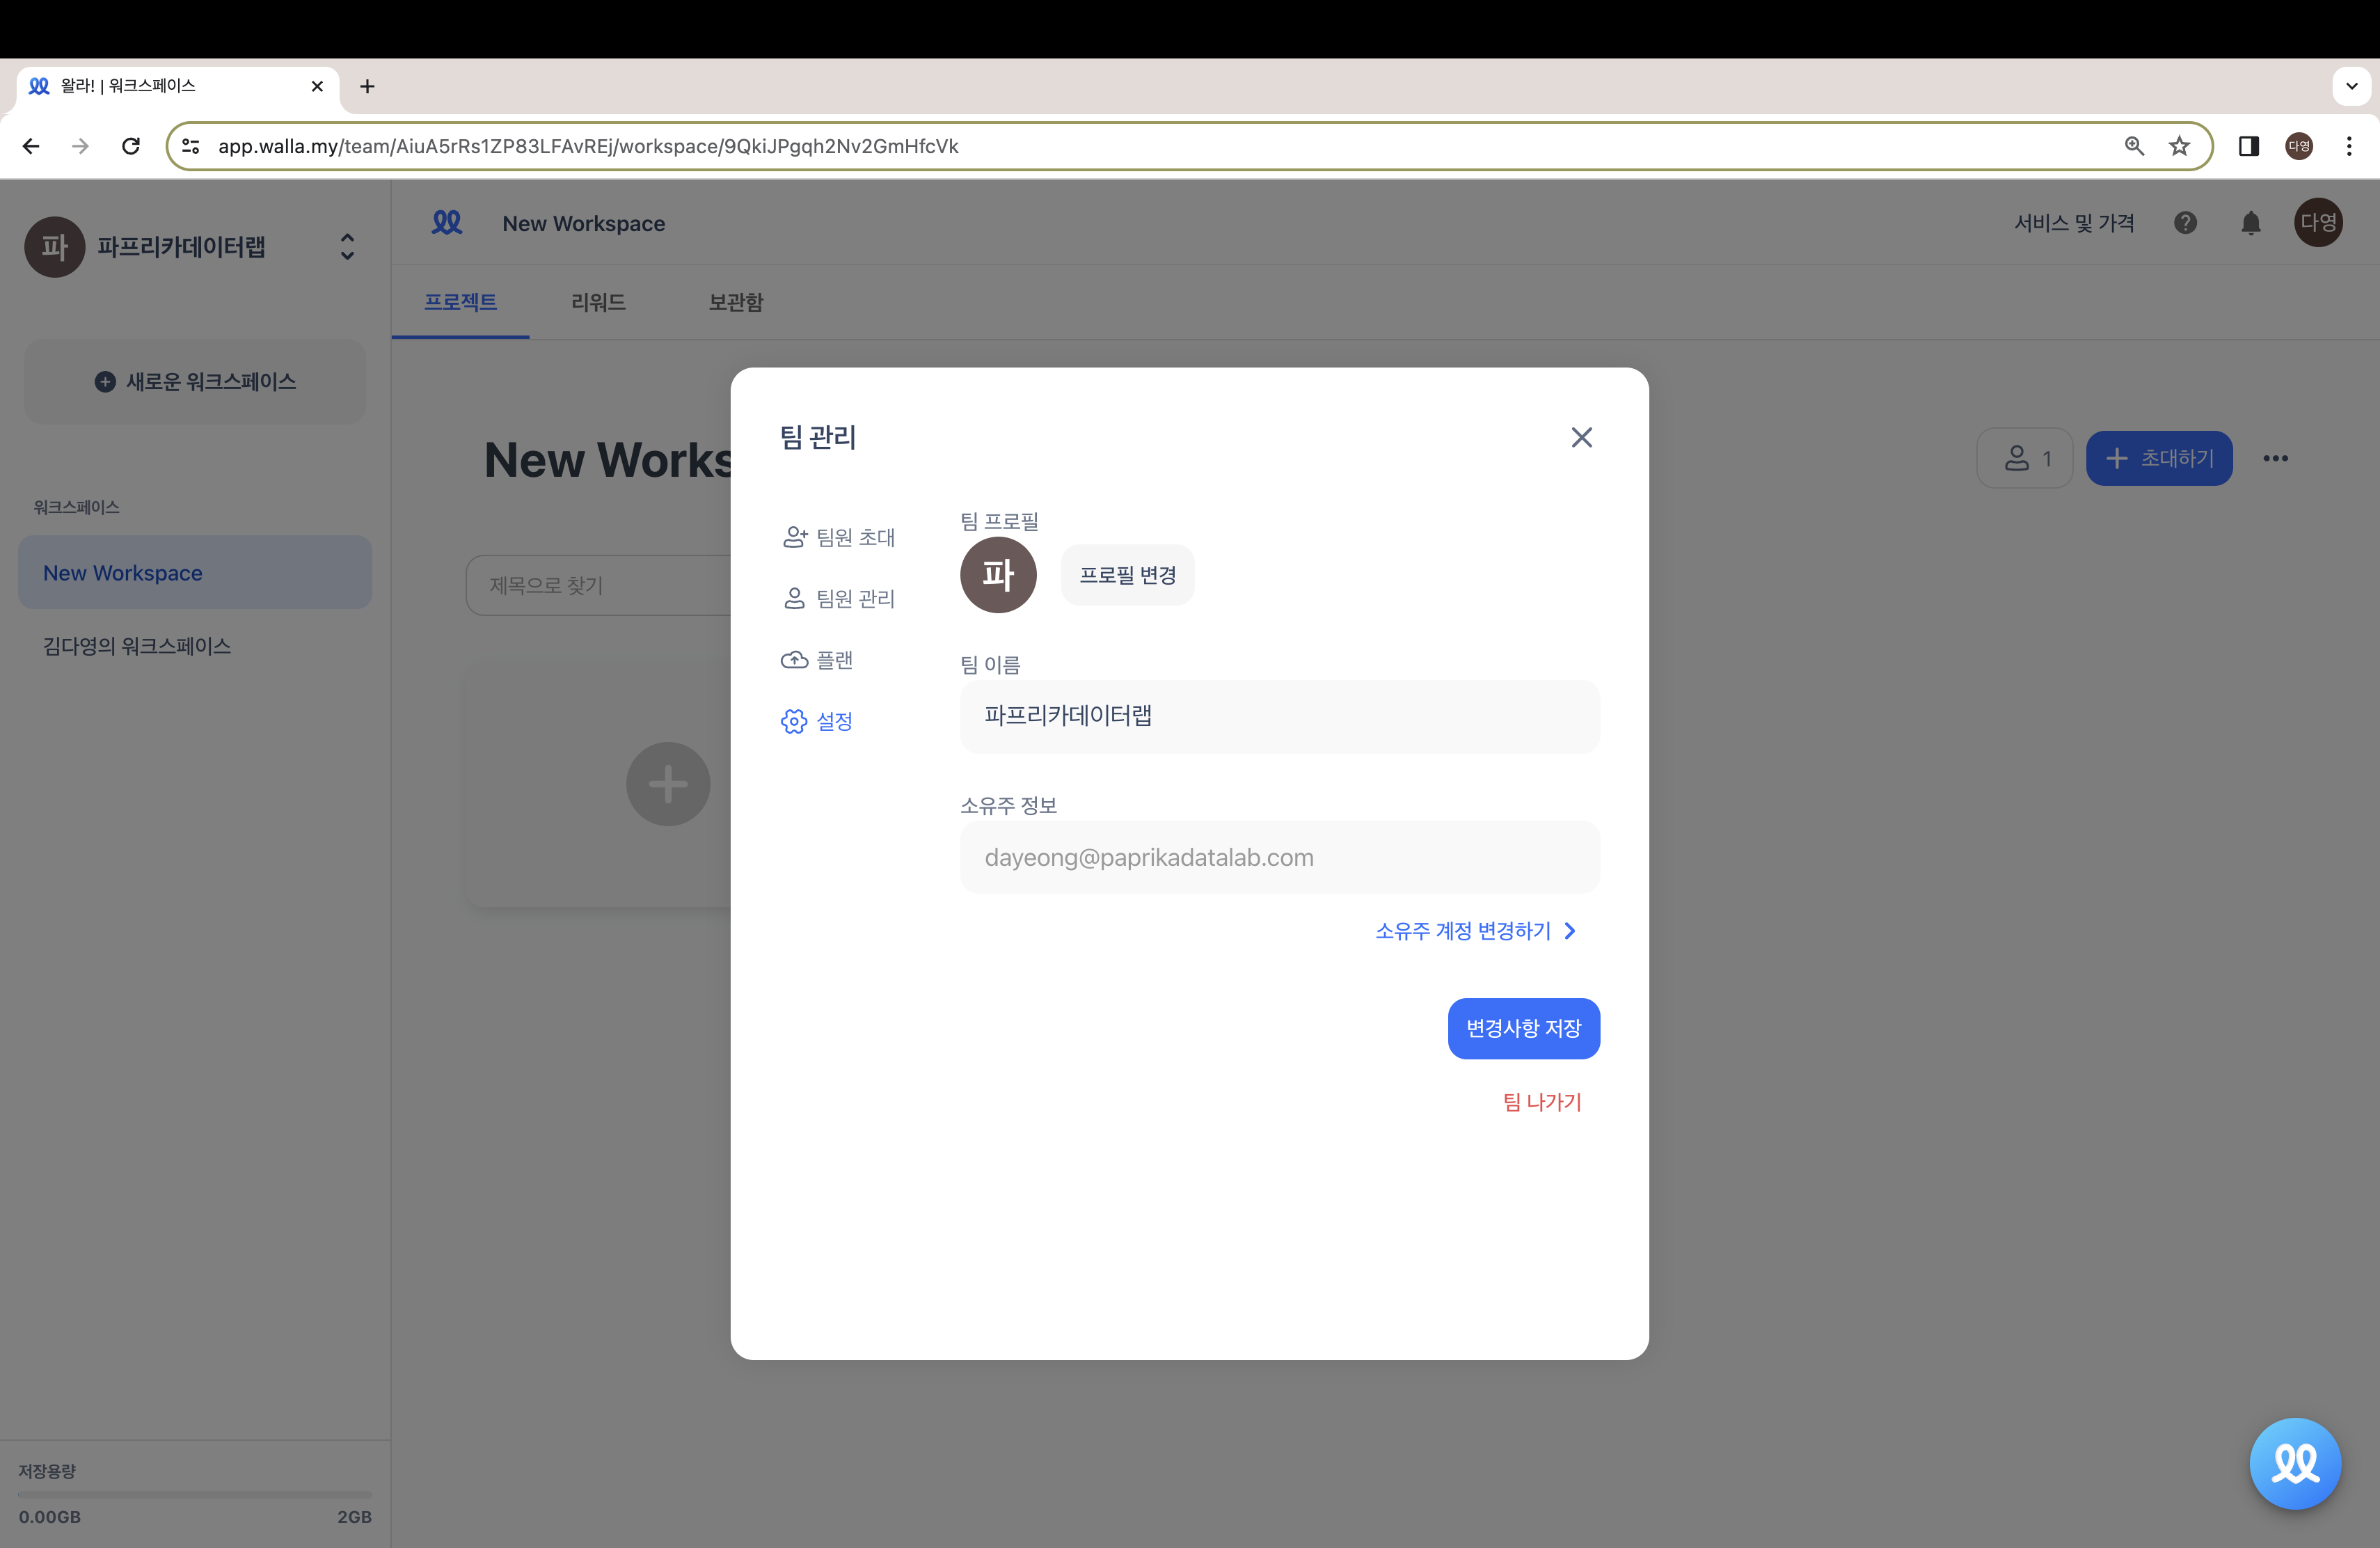 왈라! | 워크스페이스
app.walla.my/team/AiuA5rRs1ZP83LFAvREj/workspace/9QkiJPgqh2Nv2GmHfcVk
다영
파
파프리카데이터랩
New Workspace
서비스 및 가격
다영
프로젝트
리워드
보관함
새로운 워크스페이스
워크스페이스
New Workspace
김다영의 워크스페이스
New Works
1
초대하기
제목으로 찾기
팀 관리
팀원 초대
팀원 관리
플랜
설정
팀 프로필
파
프로필 변경
팀 이름
파프리카데이터랩
소유주 정보
dayeong@paprikadatalab.com
소유주 계정 변경하기
변경사항 저장
팀 나가기
저장용량
0.00GB
2GB